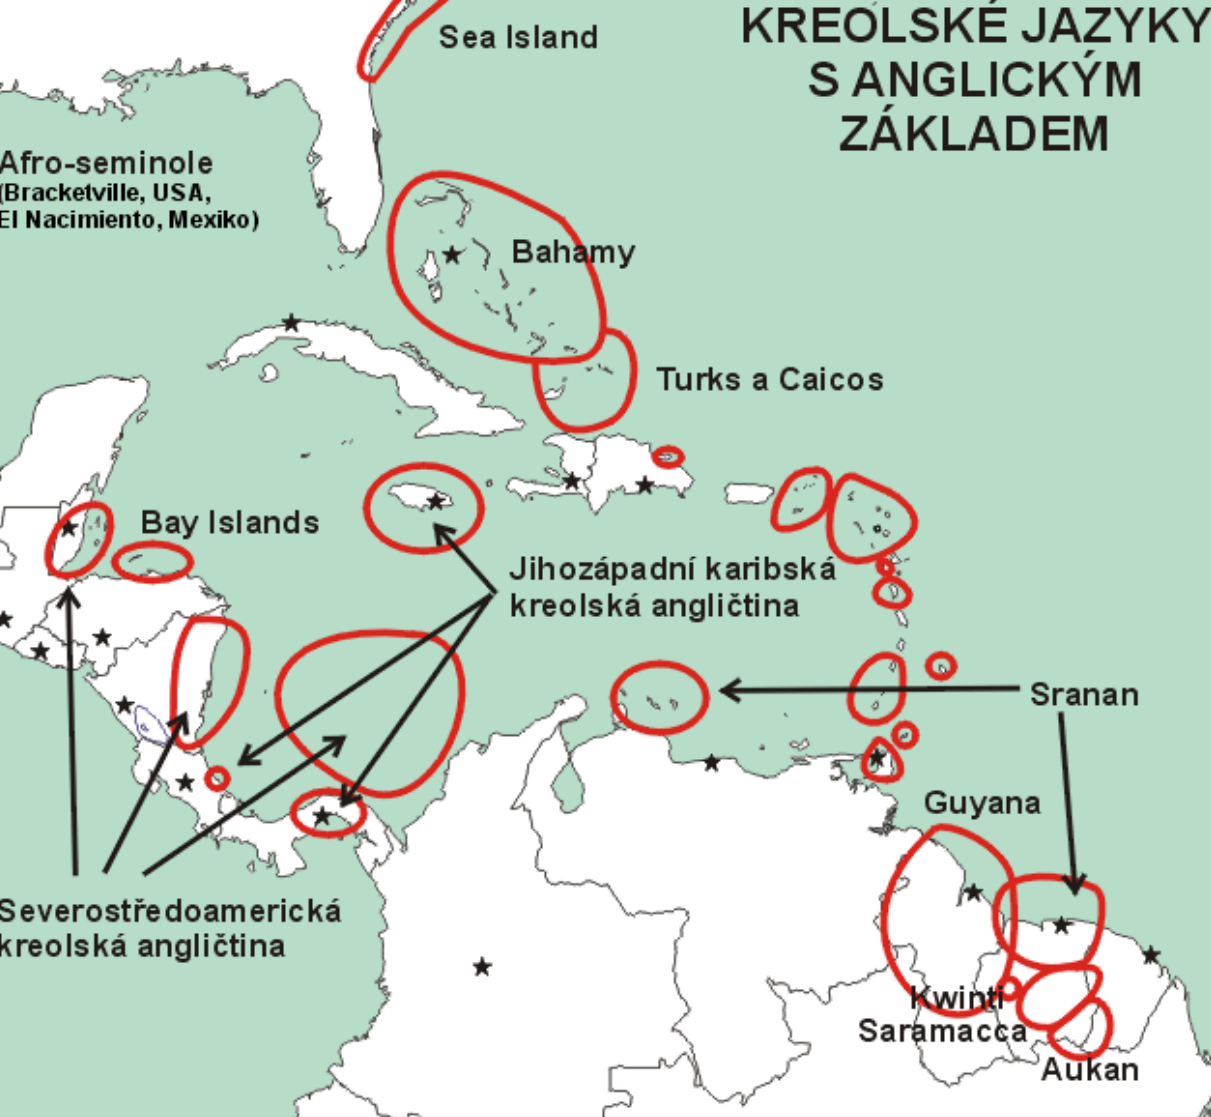 KREOLSKÉ JAZYKY
S ANGLICKÝM
ZÁKLADEM
Sea Island
Afro-seminole
(Bracketville, USA,
El Nacimiento, Mexiko)
Bahamy
Turks a Caicos
Bay Islands
Jihozápadní karibská
kreolská angličtina
Sranan
Guyana
Severostředoamerická
kreolská angličtina
Kwinti
Saramacca
Aukan